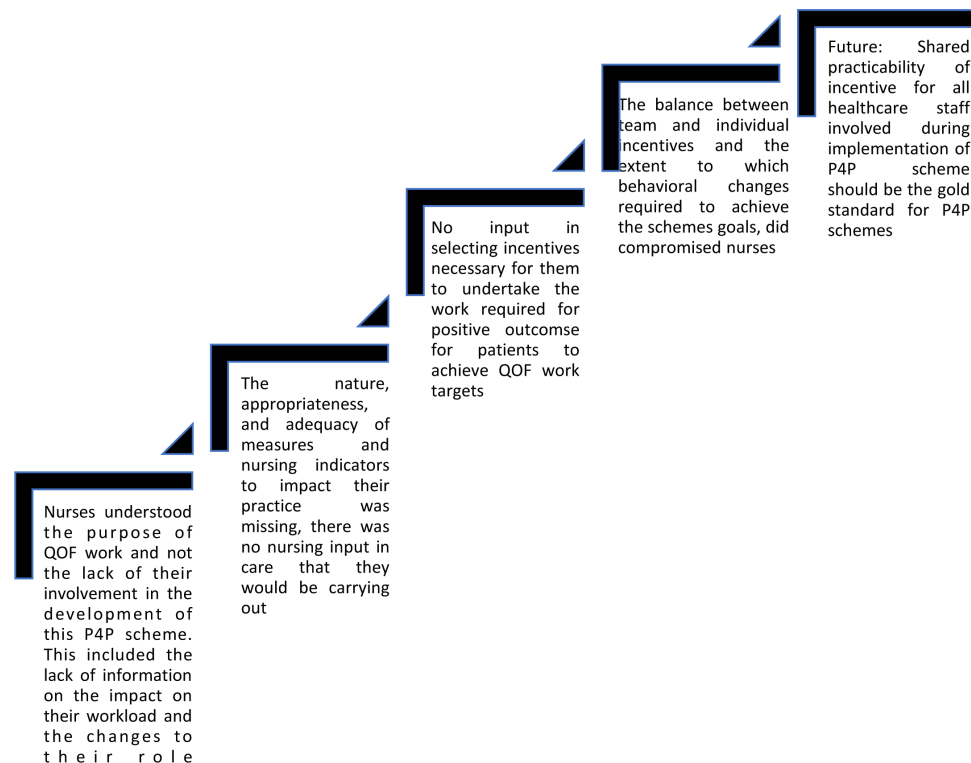 Nurses understood
the purpose of
QOF work and not
the lack of their
involvement in the
development of
this P4P scheme.
This included the
lack of information
on the impact on
their workload and
the changes to
their role
The nature,
appropriateness,
and adequacy of
measures and
nursing indicators
to impact their
practice was
missing, there was
no nursing input in
care that they
would be carrying
out
No input in
selecting incentives
necessary for them
to undertake the
work required for
positive outcomse
for patients to
achieve QOF work
targets
The balance between
team and individual
incentives and the
extent to which
behavioral changes
required to achieve
the schemes goals, did
compromised nurses
Future: Shared
practicability of
incentive for all
healthcare staff
involved during
implementation of
P4P scheme
should be the gold
standard for P4P
schemes